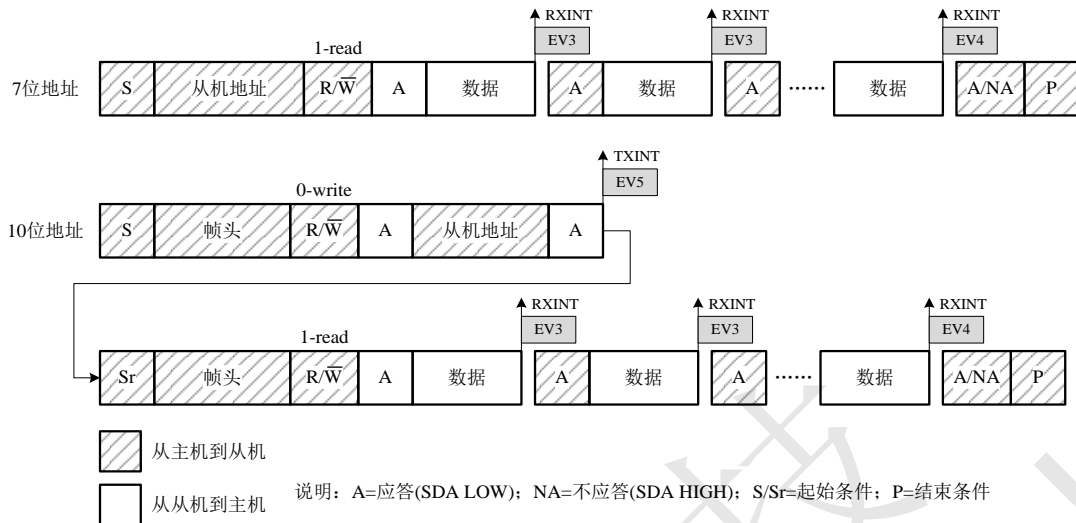 RXINT RXINT RXINT
EV3 EV3 EV4
1-read
7位地址 S 从机地址 R/W̅ A 数据 A 数据 A …… 数据 A/NA P
TXINT
EV5
0-write
10位地址 S 帧头 R/W̅ A 从机地址 A
RXINT RXINT RXINT
EV3 EV3 EV4
1-read
Sr 帧头 R/W̅ A 数据 A 数据 A …… 数据 A/NA P
从主机到从机
从从机到主机
说明：A=应答(SDA LOW)；NA=不应答(SDA HIGH)；S/Sr=起始条件；P=结束条件